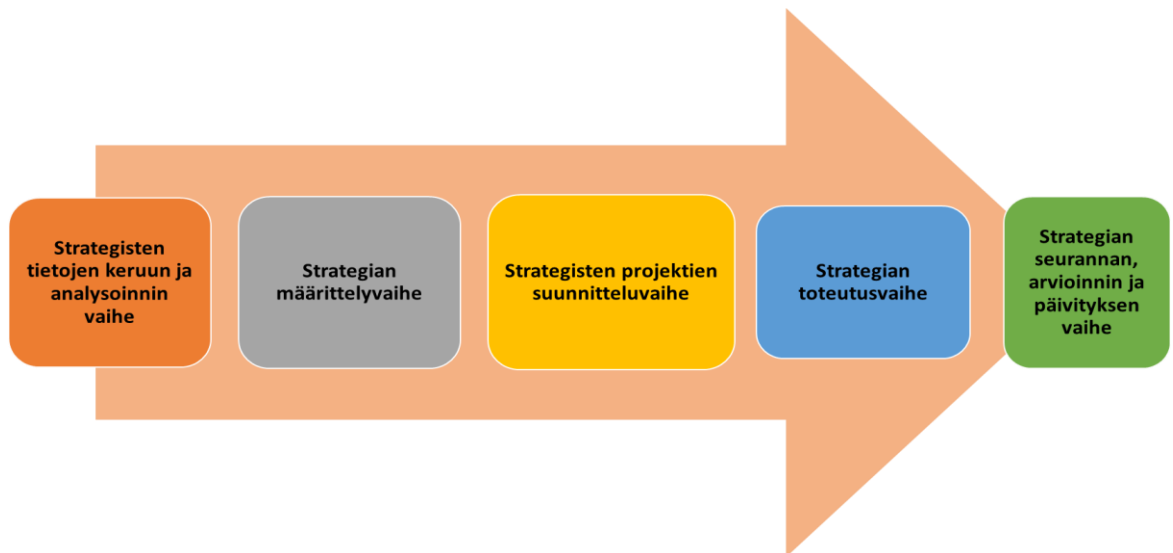 Strategisten
tietojen keruun ja
analysoinnin
vaihe
Strategian
määrittelyvaihe
Strategisten projektien
suunnitteluvaihe
Strategian
toteutusvaihe
Strategian
seurannan,
arvioinnin ja
päivityksen
vaihe